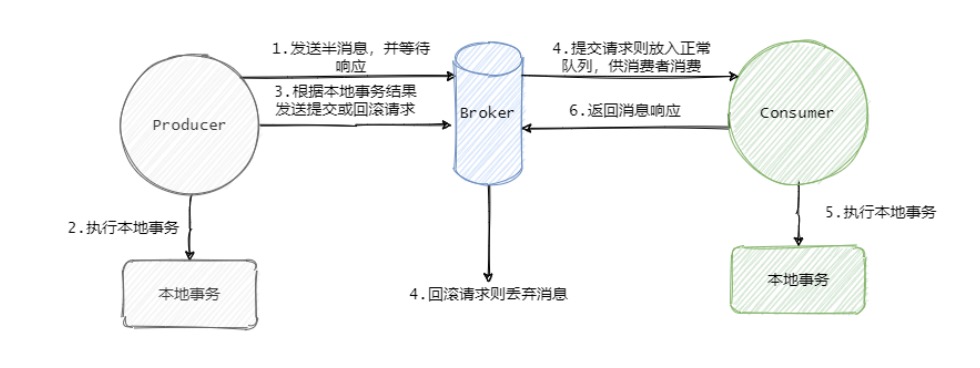 1.发送半消息，并等待
响应
Producer
3.根据本地事务结果
发送提交或回滚请求
Broker
4.提交请求则放入正常
队列，供消费者消费
6.返回消息响应
Consumer
2.执行本地事务
5.执行本地事务
本地事务
4.回滚请求则丢弃消息
本地事务